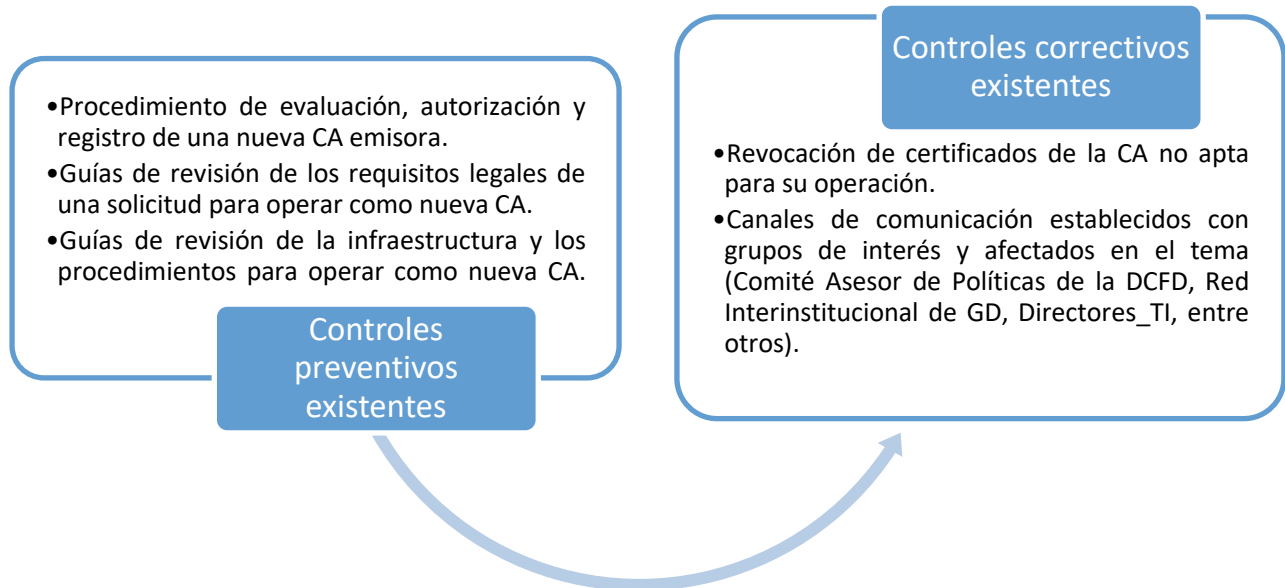 •Procedimiento de evaluación, autorización y
registro de una nueva CA emisora.
•Guías de revisión de los requisitos legales de
una solicitud para operar como nueva CA.
•Guías de revisión de la infraestructura y los
procedimientos para operar como nueva CA.
Controles
preventivos
existentes
Controles correctivos
existentes
•Revocación de certificados de la CA no apta
para su operación.
•Canales de comunicación establecidos con
grupos de interés y afectados en el tema
(Comité Asesor de Políticas de la DCFD, Red
Interinstitucional de GD, Directores_TI, entre
otros).